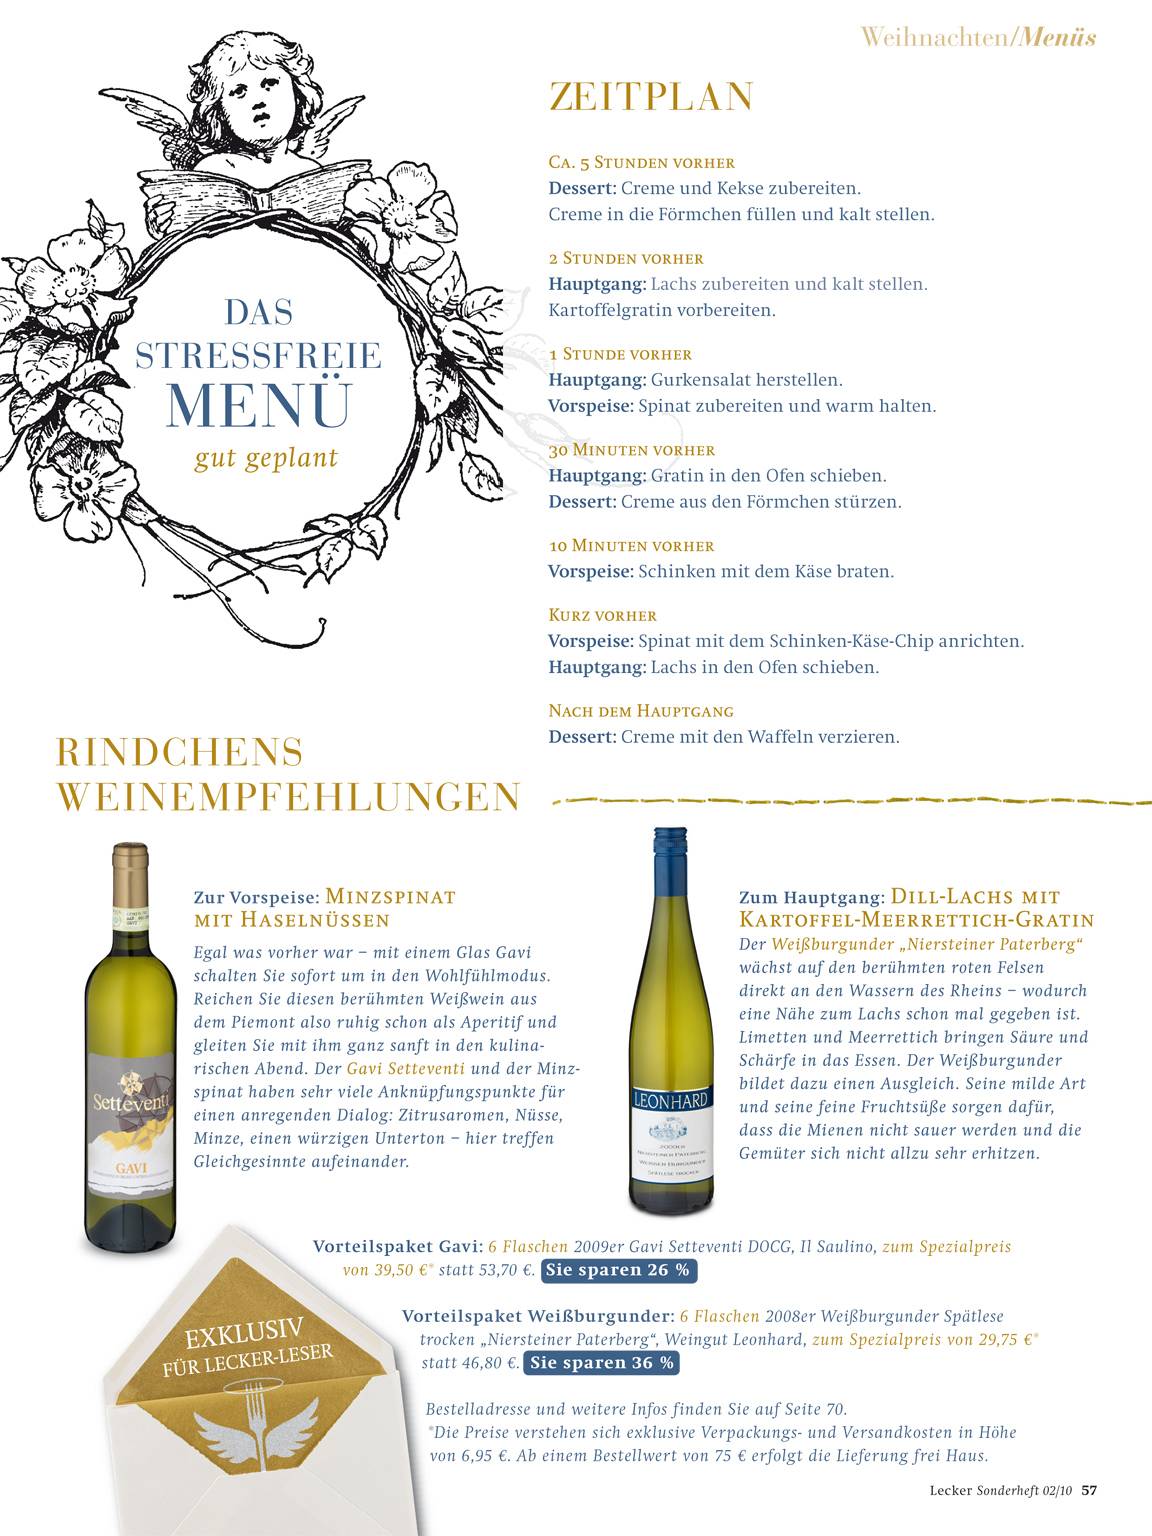 Weihnachten/Menüs
DAS
STRESSFREIE
MENÜ
gut geplant
ZEITPLAN
Ca. 5 Stunden vorher
Dessert: Creme und Kekse zubereiten.
Creme in die Förmchen füllen und kalt stellen.
2 Stunden vorher
Hauptgang: Lachs zubereiten und kalt stellen.
Kartoffelgratin vorbereiten.
1 Stunde vorher
Hauptgang: Gurkensalat herstellen.
Vorspeise: Spinat zubereiten und warm halten.
30 Minuten vorher
Hauptgang: Gratin in den Ofen schieben.
Dessert: Creme aus den Förmchen stürzen.
10 Minuten vorher
Vorspeise: Schinken mit dem Käse braten.
Kurz vorher
Vorspeise: Spinat mit dem Schinken-Käse-Chip anrichten.
Hauptgang: Lachs in den Ofen schieben.
Nach dem Hauptgang
Dessert: Creme mit den Waffeln verzieren.
RINDCHENS
WEINEMPFEHLUNGEN
Zur Vorspeise: Minzspinat
mit Haselnüssen
Egal was vorher war – mit einem Glas Gavi
schalten Sie sofort um in den Wohlfühlmodus.
Reichen Sie diesen berühmten Weißwein aus
dem Piemont also ruhig schon als Aperitif und
gleiten Sie mit ihm ganz sanft in den kulina-
rischen Abend. Der Gavi Setteventi und der Minz-
spinat haben sehr viele Anknüpfungspunkte für
einen anregenden Dialog: Zitrusaromen, Nüsse,
Minze, einen würzigen Unterton – hier treffen
Gleichgesinnte aufeinander.
Setteventi
GAVI
Zum Hauptgang: Dill-Lachs mit
Kartoffel-Meerrettich-Gratin
Der Weißburgunder „Niersteiner Paterberg“
wächst auf den berühmten roten Felsen
direkt an den Wassern des Rheins – wodurch
eine Nähe zum Lachs schon mal gegeben ist.
Limetten und Meerrettich bringen Säure und
Schärfe in das Essen. Der Weißburgunder
bildet dazu einen Ausgleich. Seine milde Art
und seine feine Fruchtsüße sorgen dafür,
dass die Mienen nicht sauer werden und die
Gemüter sich nicht allzu sehr erhitzen.
LEONHARD
NIERSTEINER PATERBERG
WEISSER BURGUNDER
SPÄTLESE TROCKEN
Vorteilspaket Gavi: 6 Flaschen 2009er Gavi Setteventi DOCG, Il Saulino, zum Spezialpreis
von 39,50 €* statt 53,70 €. Sie sparen 26 %
Vorteilspaket Weißburgunder: 6 Flaschen 2008er Weißburgunder Spätlese
trocken „Niersteiner Paterberg“, Weingut Leonhard, zum Spezialpreis von 29,75 €*
statt 46,80 €. Sie sparen 36 %
EXKLUSIV
FÜR LECKER-LESER
Bestelladresse und weitere Infos finden Sie auf Seite 70.
*Die Preise verstehen sich exklusive Verpackungs- und Versandkosten in Höhe
von 6,95 €. Ab einem Bestellwert von 75 € erfolgt die Lieferung frei Haus.
Lecker Sonderheft 02/10 57